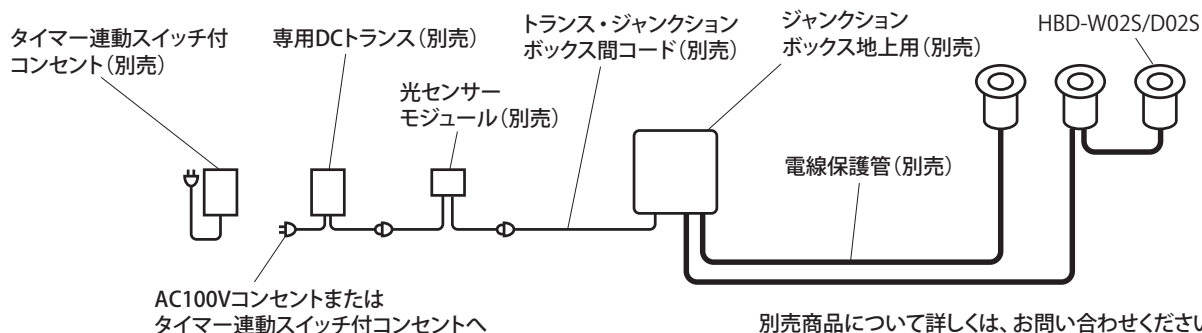 タイマー連動スイッチ付
コンセント(別売)
専用DCトランス(別売)
光センサー
モジュール(別売)
トランス・ジャンクション
ボックス間コード(別売)
ジャンクション
ボックス地上用(別売)
HBD-W02S/D02S
電線保護管(別売)
AC100Vコンセントまたは
タイマー連動スイッチ付コンセントへ
別売商品について詳しくは、お問い合わせくださ